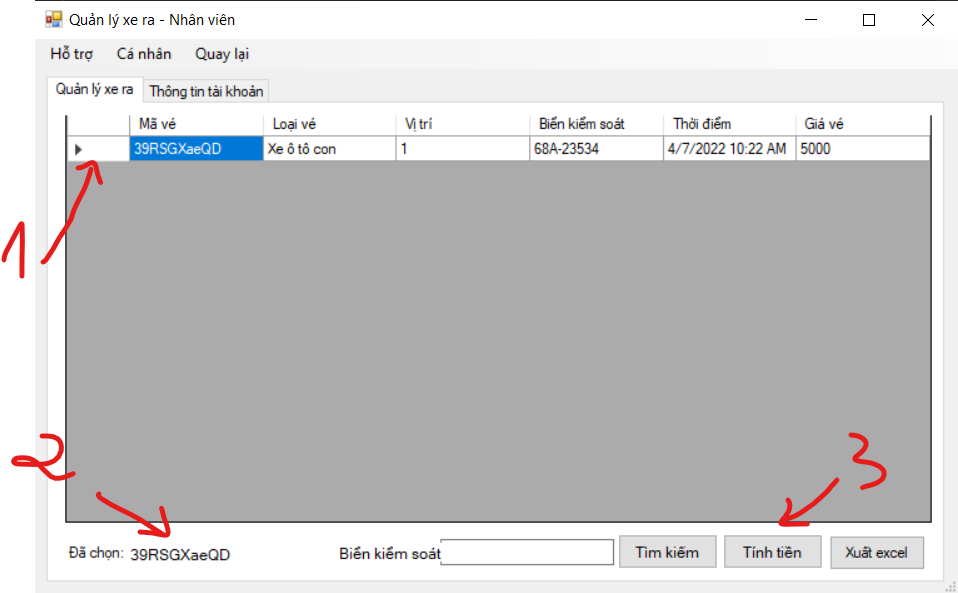 Quản lý xe ra - Nhân viên
Hỗ trợ Cá nhân Quay lại
Quản lý xe ra Thông tin tài khoản
Mã vé Loại vé Vị trí Biển kiểm soát Thời điểm Giá vé
39RSGXaeQD Xe ô tô con 1 68A-23534 4/7/2022 10:22 AM 5000
1
2
3
Đã chọn: 39RSGXaeQD Biển kiểm soát Tìm kiếm Tính tiền Xuất excel